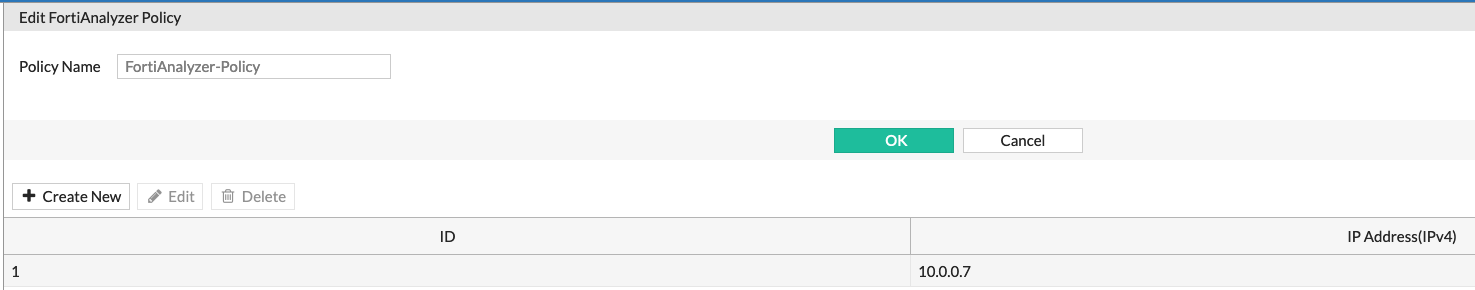 Edit FortiAnalyzer Policy
Policy Name FortiAnalyzer-Policy
OK Cancel
Create New Edit Delete
ID IP Address(IPv4)
1 10.0.0.7